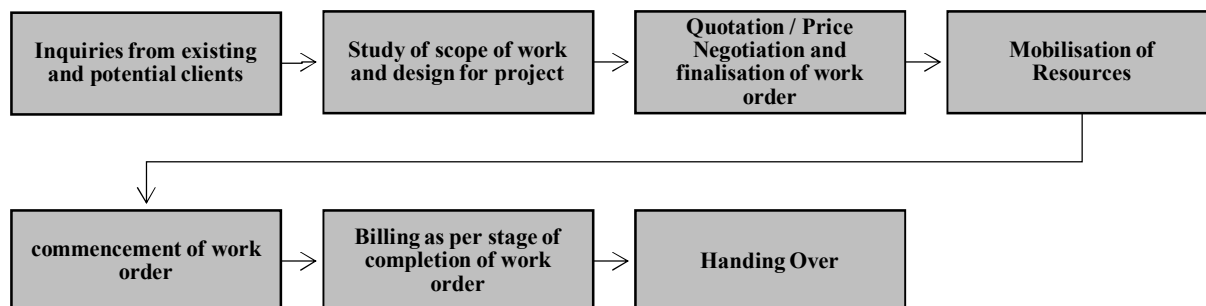 Inquiries from existing
and potential clients
Study of scope of work
and design for project
Quotation / Price
Negotiation and
finalisation of work
order
Mobilisation of
Resources
commencement of work
order
Billing as per stage of
completion of work
order
Handing Over